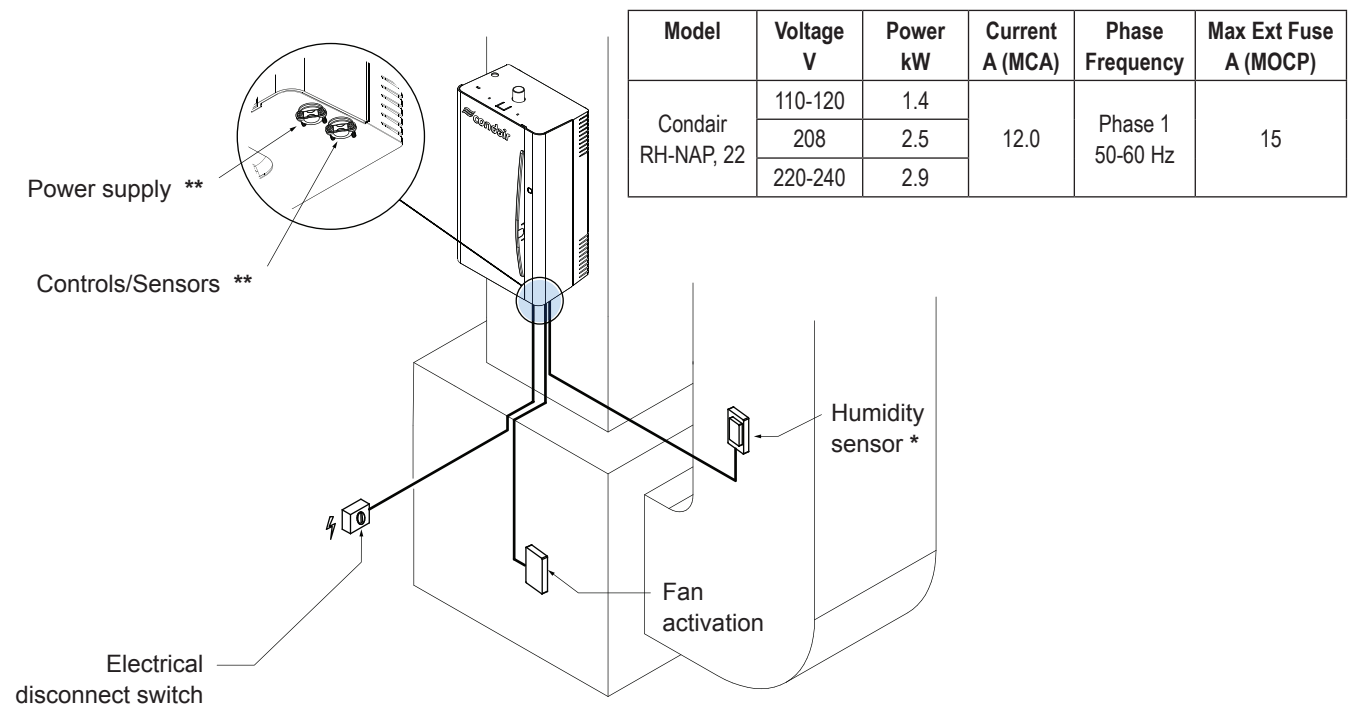 Model Voltage V Power kW Current A (MCA) Phase Frequency Max Ext Fuse A (MOCP)
Condair RH-NAP, 22 110-120 1.4 12.0 Phase 1 50-60 Hz 15
208 2.5
220-240 2.9
Condair
Power supply **
Controls/Sensors **
Humidity
sensor *
Fan
activation
Electrical
disconnect switch